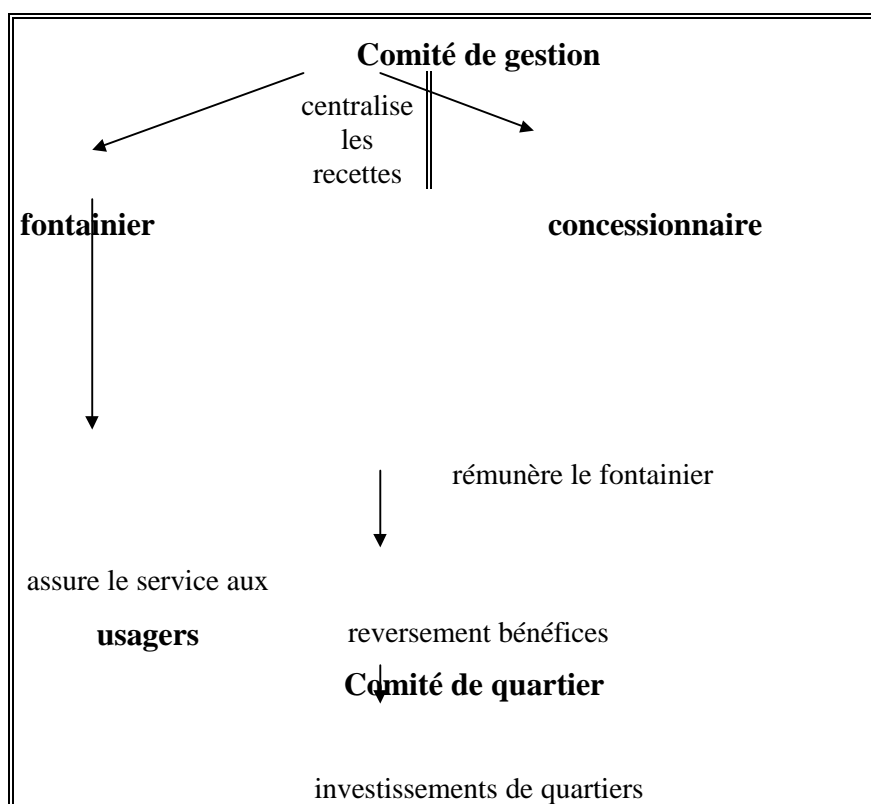 Comité de gestion
centralise
les
recettes
fontainier
concessionnaire
rémunère le fontainier
assure le service aux
usagers
reversement bénéfices
Comité de quartier
investissements de quartiers